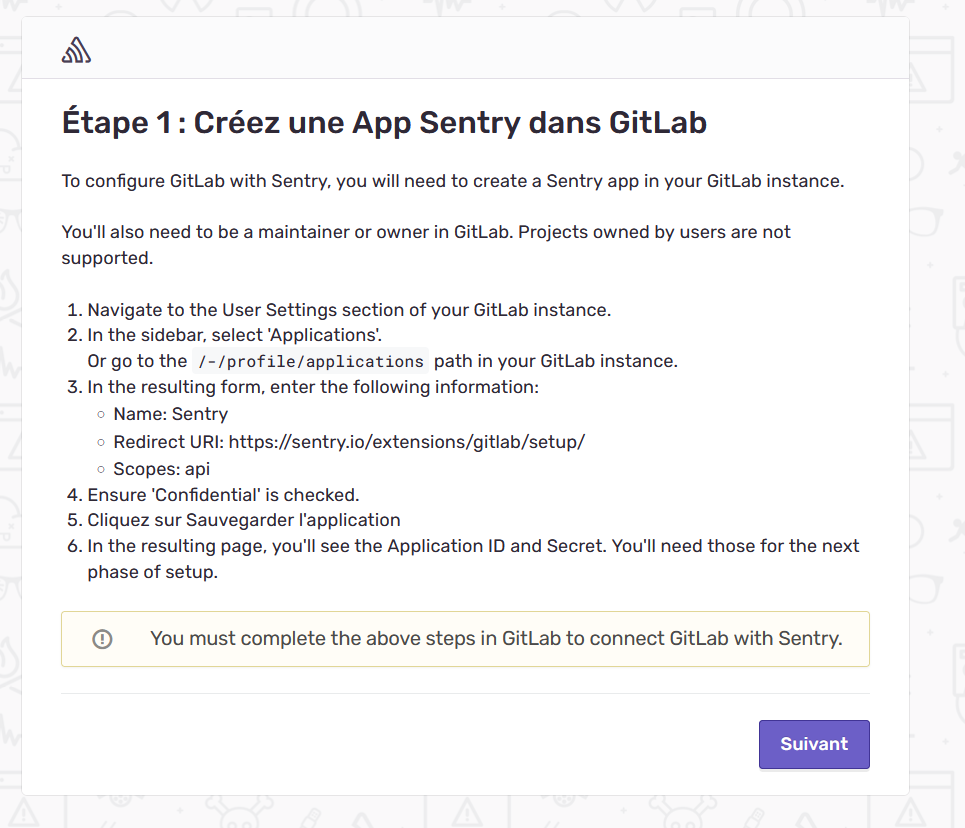 Étape 1 : Créez une App Sentry dans GitLab
To configure GitLab with Sentry, you will need to create a Sentry app in your GitLab instance.
You'll also need to be a maintainer or owner in GitLab. Projects owned by users are not
supported.
1. Navigate to the User Settings section of your GitLab instance.
2. In the sidebar, select 'Applications'.
Or go to the /-/profile/applications path in your GitLab instance.
3. In the resulting form, enter the following information:
○ Name: Sentry
○ Redirect URI: https://sentry.io/extensions/gitlab/setup/
○ Scopes: api
4. Ensure 'Confidential' is checked.
5. Cliquez sur Sauvegarder l'application
6. In the resulting page, you'll see the Application ID and Secret. You'll need those for the next
phase of setup.
You must complete the above steps in GitLab to connect GitLab with Sentry.
Suivant